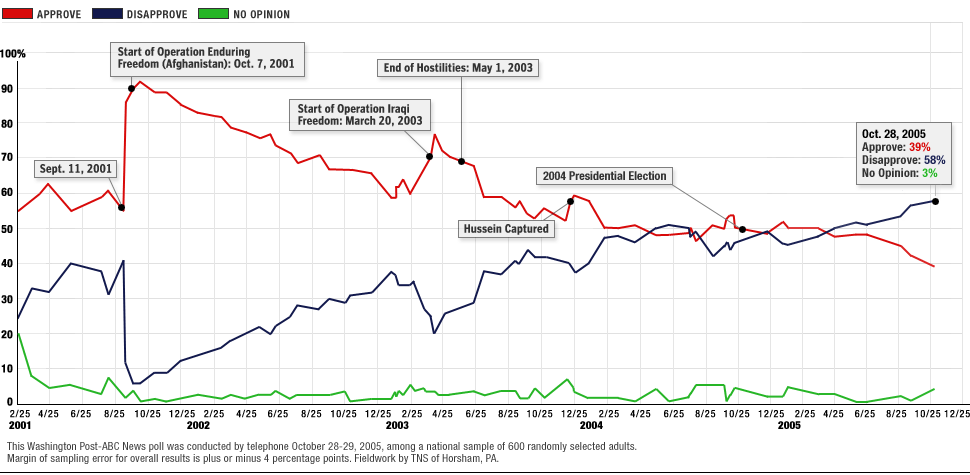 APPROVE DISAPPROVE NO OPINION
100%
Start of Operation Enduring
Freedom (Afghanistan): Oct. 7, 2001
End of Hostilities: May 1, 2003
90
Start of Operation Iraqi
Freedom: March 20, 2003
80
Oct. 28, 2005
Approve: 39%
Disapprove: 58%
No Opinion: 3%
70
Sept. 11, 2001
2004 Presidential Election
60
Hussein Captured
50
40
30
20
10
0
2/25 4/25 6/25 8/25 10/25 12/25 2/25 4/25 6/25 8/25 10/25 12/25 2/25 4/25 6/25 8/25 10/25 12/25 2/25 4/25 6/25 8/25 10/25 12/25 2/25 4/25 6/25 8/25 10/25 12/25
2001 2002 2003 2004 2005
This Washington Post-ABC News poll was conducted by telephone October 28-29, 2005, among a national sample of 600 randomly selected adults.
Margin of sampling error for overall results is plus or minus 4 percentage points. Fieldwork by TNS of Horsham, PA.